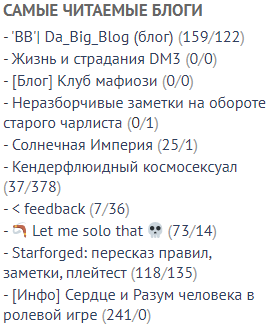 САМЫЕ ЧИТАЕМЫЕ БЛОГИ
- 'BB'| Da_Big_Blog (блог) (159/122)
- Жизнь и страдания DM3 (0/0)
- [Блог] Клуб мафиози (0/0)
- Неразборчивые заметки на обороте
старого чарлиста (0/1)
- Солнечная Империя (25/1)
- Кендерфлюидный космосексуал
(37/378)
- < feedback (7/36)
- 🪓 Let me solo that 💀 (73/14)
- Starforged: пересказ правил,
заметки, плейтест (118/135)
- [Инфо] Сердце и Разум человека в
ролевой игре (241/0)